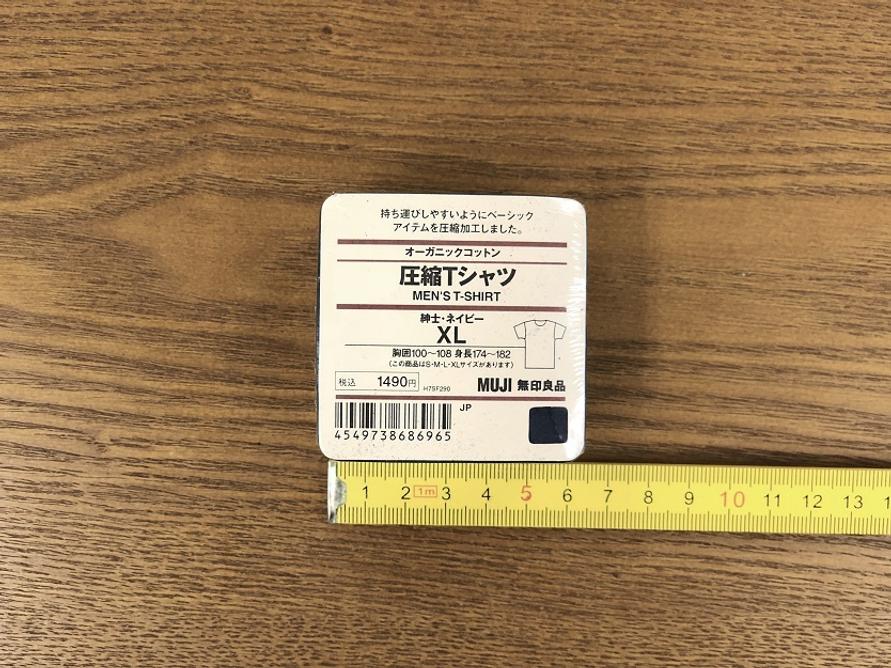 持ち運びしやすいようにベーシック
アイテムを圧縮加工しました。
オーガニックコットン
圧縮Tシャツ
MEN'S T-SHIRT
紳士・ネイビー
XL
胸囲100〜108 身長174〜182
(この商品はS・M・L・XLサイズがあります)
税込 1490円 H7SF290
MUJI 無印良品
JP
4549738686965
1 2 1m 3 4 5 6 7 8 9 10 11 12 13 1